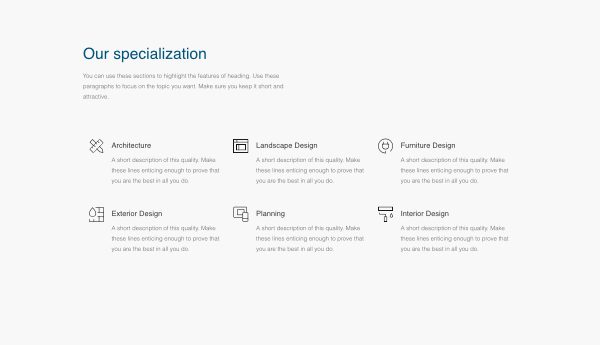 Our specialization
You can use these sections to highlight the features of heading. Use these
paragraphs to focus on the topic you want. Make sure you keep it short and
attractive.
Architecture
A short description of this quality. Make
these lines enticing enough to prove that
you are the best in all you do.
Landscape Design
A short description of this quality. Make
these lines enticing enough to prove that
you are the best in all you do.
Furniture Design
A short description of this quality. Make
these lines enticing enough to prove that
you are the best in all you do.
Exterior Design
A short description of this quality. Make
these lines enticing enough to prove that
you are the best in all you do.
Planning
A short description of this quality. Make
these lines enticing enough to prove that
you are the best in all you do.
Interior Design
A short description of this quality. Make
these lines enticing enough to prove that
you are the best in all you do.